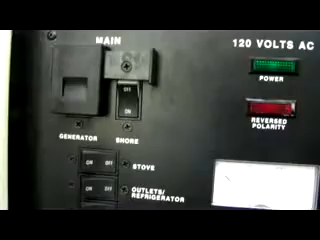 MAIN
120 VOLTS AC
OFF
ON
POWER
REVERSED
POLARITY
GENERATOR
SHORE
ON OFF
STOVE
ON OFF
OUTLETS/
REFRIGERATOR